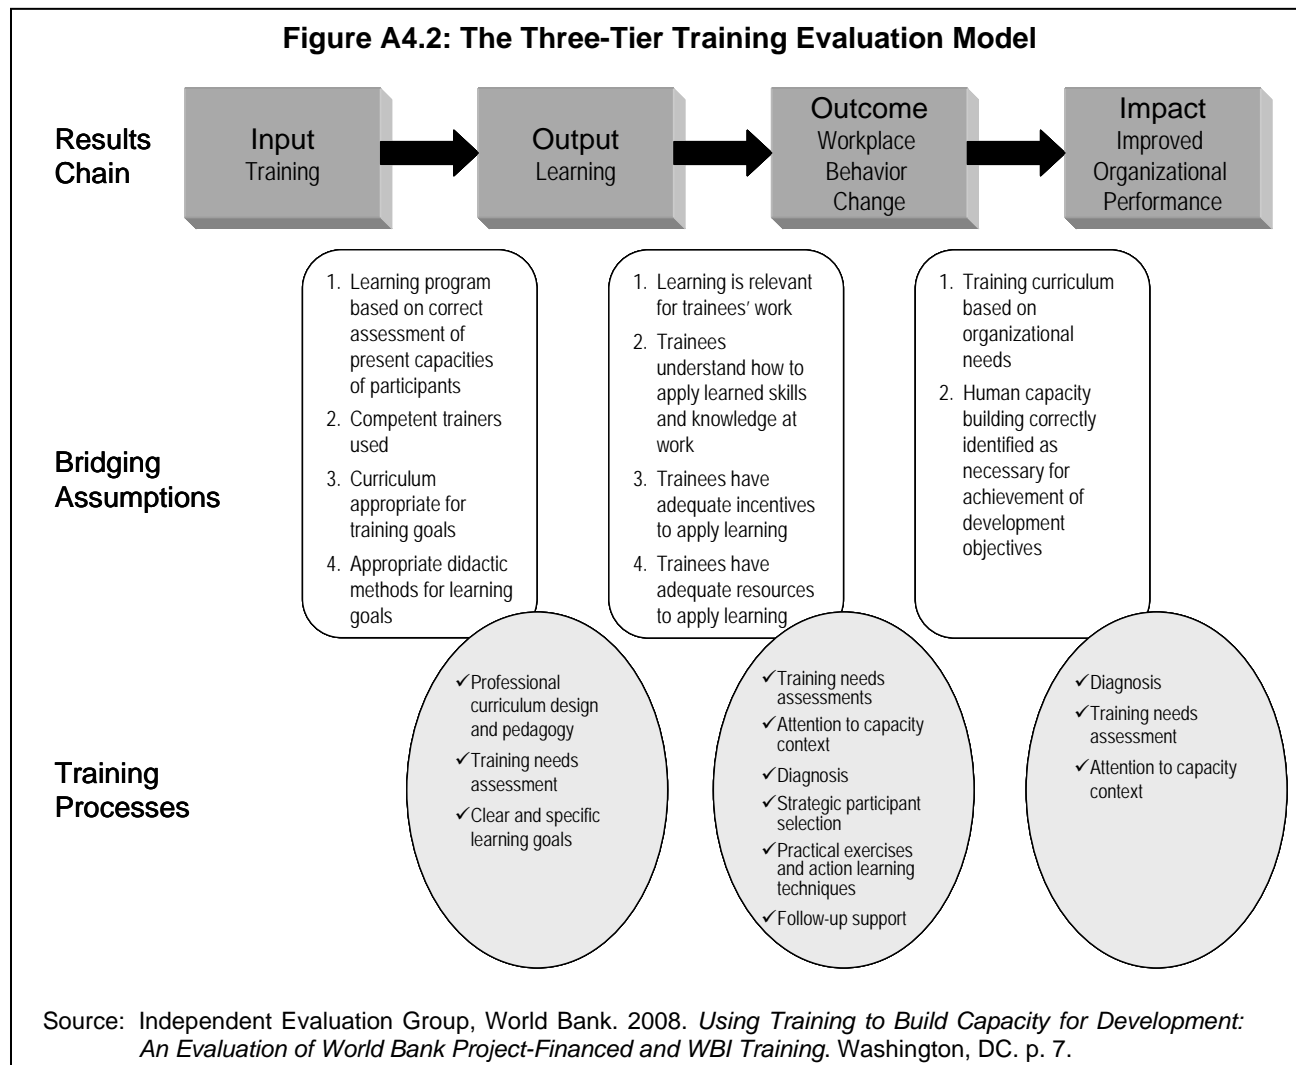 Figure A4.2: The Three-Tier Training Evaluation Model
Results
Chain
Input
Training
Output
Learning
Outcome
Workplace
Behavior
Change
Impact
Improved
Organizational
Performance
Bridging
Assumptions
1. Learning program
based on correct
assessment of
present capacities
of participants
2. Competent trainers
used
3. Curriculum
appropriate for
training goals
4. Appropriate didactic
methods for learning
goals
1. Learning is relevant
for trainees' work
2. Trainees
understand how to
apply learned skills
and knowledge at
work
3. Trainees have
adequate incentives
to apply learning
4. Trainees have
adequate resources
to apply learning
1. Training curriculum
based on
organizational
needs
2. Human capacity
building correctly
identified as
necessary for
achievement of
development
objectives
Training
Processes
✓Professional
curriculum design
and pedagogy
✓Training needs
assessment
✓Clear and specific
learning goals
✓Training needs
assessments
✓Attention to capacity
context
✓Diagnosis
✓Strategic participant
selection
✓Practical exercises
and action learning
techniques
✓Follow-up support
✓Diagnosis
✓Training needs
assessment
✓Attention to capacity
context
Source: Independent Evaluation Group, World Bank. 2008. Using Training to Build Capacity for Development:
An Evaluation of World Bank Project-Financed and WBI Training. Washington, DC. p. 7.